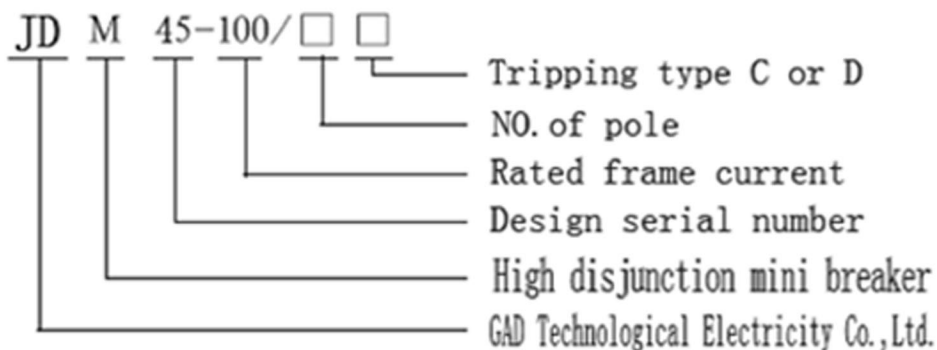 JD M 45-100/□ □
Tripping type C or D
NO. of pole
Rated frame current
Design serial number
High disjunction mini breaker
GAD Technological Electricity Co.,Ltd.